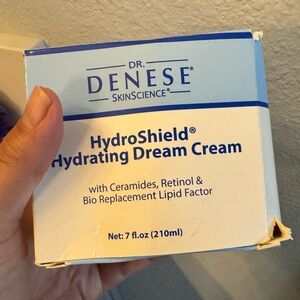 DR.
DENESE®
SKINSCIENCE®
HydroShield®
Hydrating Dream Cream
with Ceramides, Retinol &
Bio Replacement Lipid Factor
Net: 7 fl.oz (210ml)